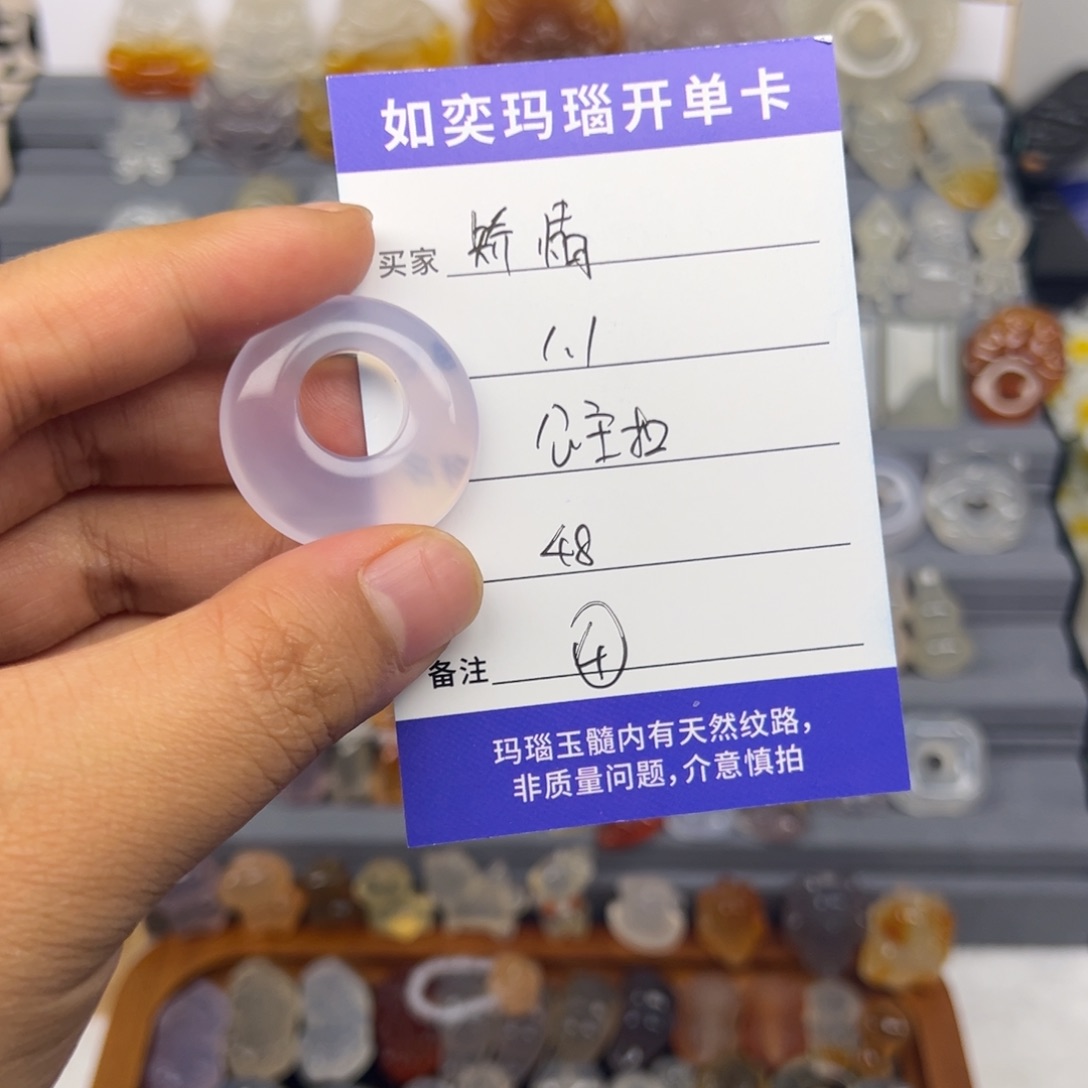 如奕玛瑙开单卡
买家 娇
1.1
公主扣
48
备注 ④
玛瑙玉髓内有天然纹路，
非质量问题，介意慎拍